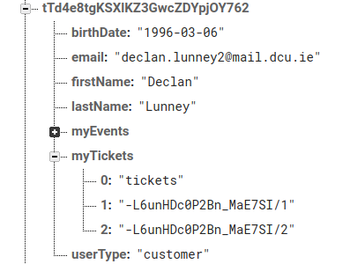 tTd4e8tgKSXIKZ3GwcZDYpjOY762
birthDate: "1996-03-06"
email: "declan.lunney2@mail.dcu.ie"
firstName: "Declan"
lastName: "Lunney"
myEvents
myTickets
0: "tickets"
1: "-L6unHDc0P2Bn_MaE7SI/1"
2: "-L6unHDc0P2Bn_MaE7SI/2"
userType: "customer"